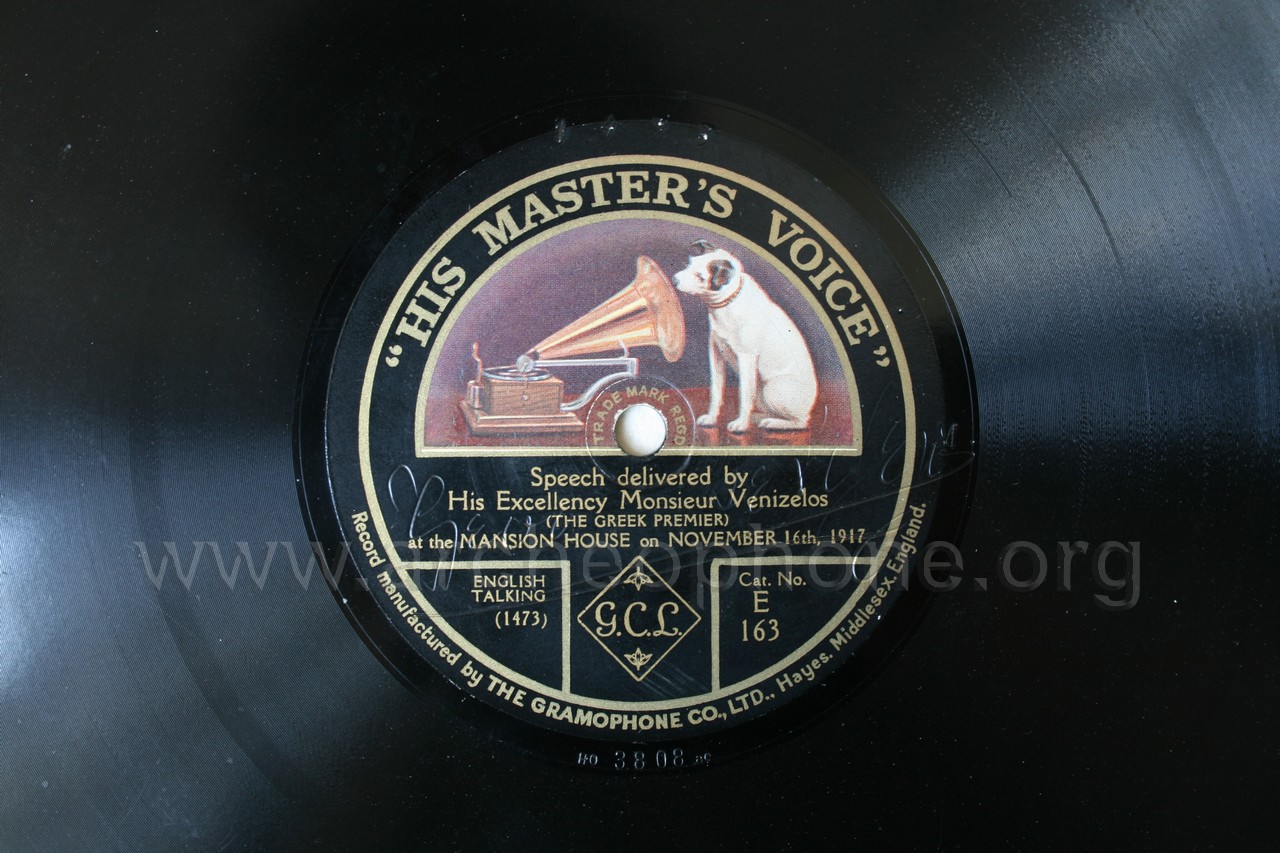 “HIS MASTER'S VOICE”
TRADE MARK REGD
Speech delivered by
His Excellency Monsieur Venizelos
(THE GREEK PREMIER)
at the MANSION HOUSE on NOVEMBER 16th, 1917
ENGLISH
TALKING
(1473)
G.C.L.
Cat. No.
E
163
Record manufactured by THE GRAMOPHONE CO., LTD., Hayes. Middlesex. England.
3808
www.archeophone.org